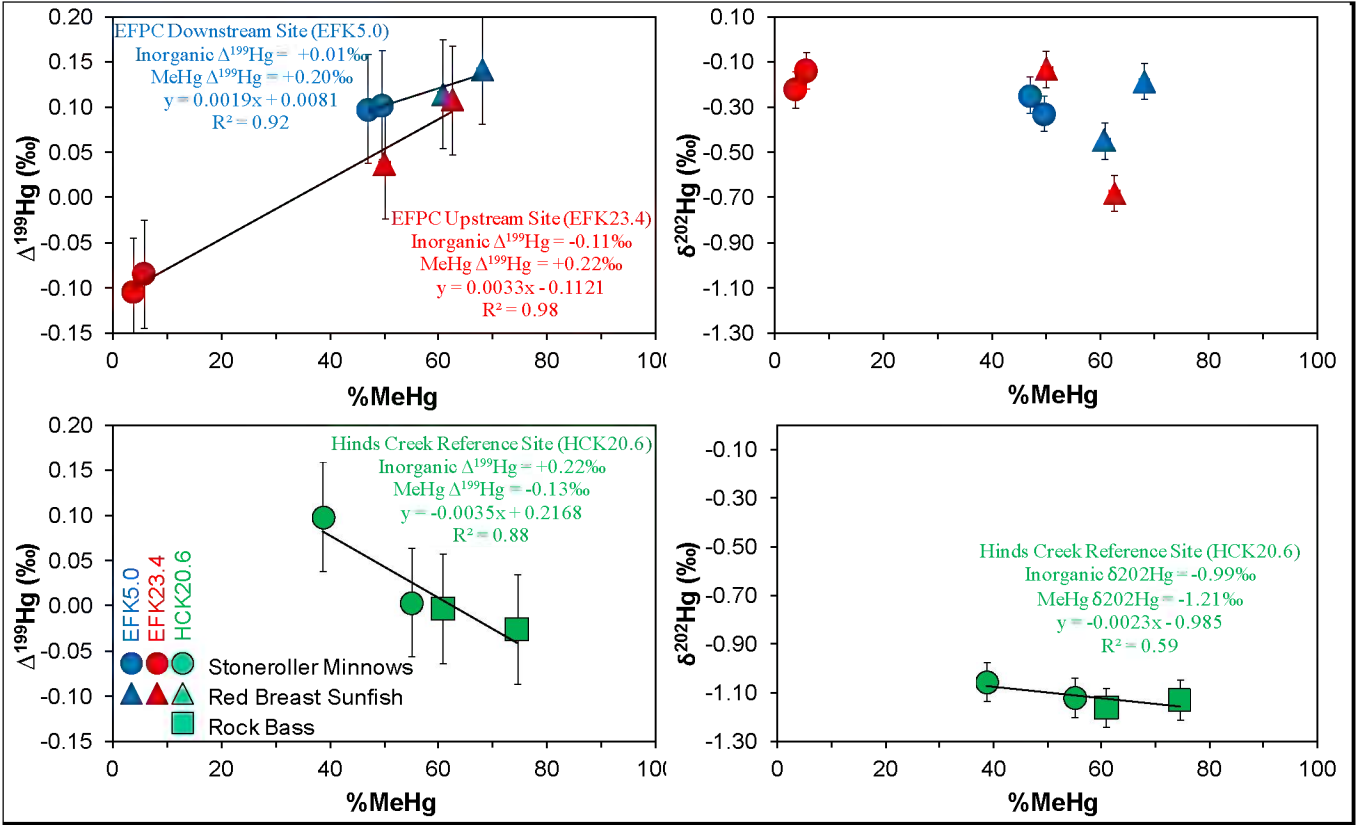 0.20
0.15
0.10
0.05
0.00
-0.05
-0.10
-0.15
Δ¹⁹⁹Hg (‰)
EFPC Downstream Site (EFK5.0)
Inorganic Δ¹⁹⁹Hg = +0.01‰
MeHg Δ¹⁹⁹Hg = +0.20‰
y = 0.0019x + 0.0081
R² = 0.92
EFPC Upstream Site (EFK23.4)
Inorganic Δ¹⁹⁹Hg = -0.11‰
MeHg Δ¹⁹⁹Hg = +0.22‰
y = 0.0033x - 0.1121
R² = 0.98
0 20 40 60 80 100
%MeHg
0.10
-0.10
-0.30
-0.50
-0.70
-0.90
-1.10
-1.30
δ²⁰²Hg (‰)
0 20 40 60 80 100
%MeHg
0.20
0.15
0.10
0.05
0.00
-0.05
-0.10
-0.15
Δ¹⁹⁹Hg (‰)
Hinds Creek Reference Site (HCK20.6)
Inorganic Δ¹⁹⁹Hg = +0.22‰
MeHg Δ¹⁹⁹Hg = -0.13‰
y = -0.0035x + 0.2168
R² = 0.88
EFK5.0
EFK23.4
HCK20.6
Stoneroller Minnows
Red Breast Sunfish
Rock Bass
0 20 40 60 80 100
%MeHg
-0.10
-0.30
-0.50
-0.70
-0.90
-1.10
-1.30
δ²⁰²Hg (‰)
Hinds Creek Reference Site (HCK20.6)
Inorganic δ202Hg = -0.99‰
MeHg δ202Hg = -1.21‰
y = -0.0023x - 0.985
R² = 0.59
0 20 40 60 80 100
%MeHg